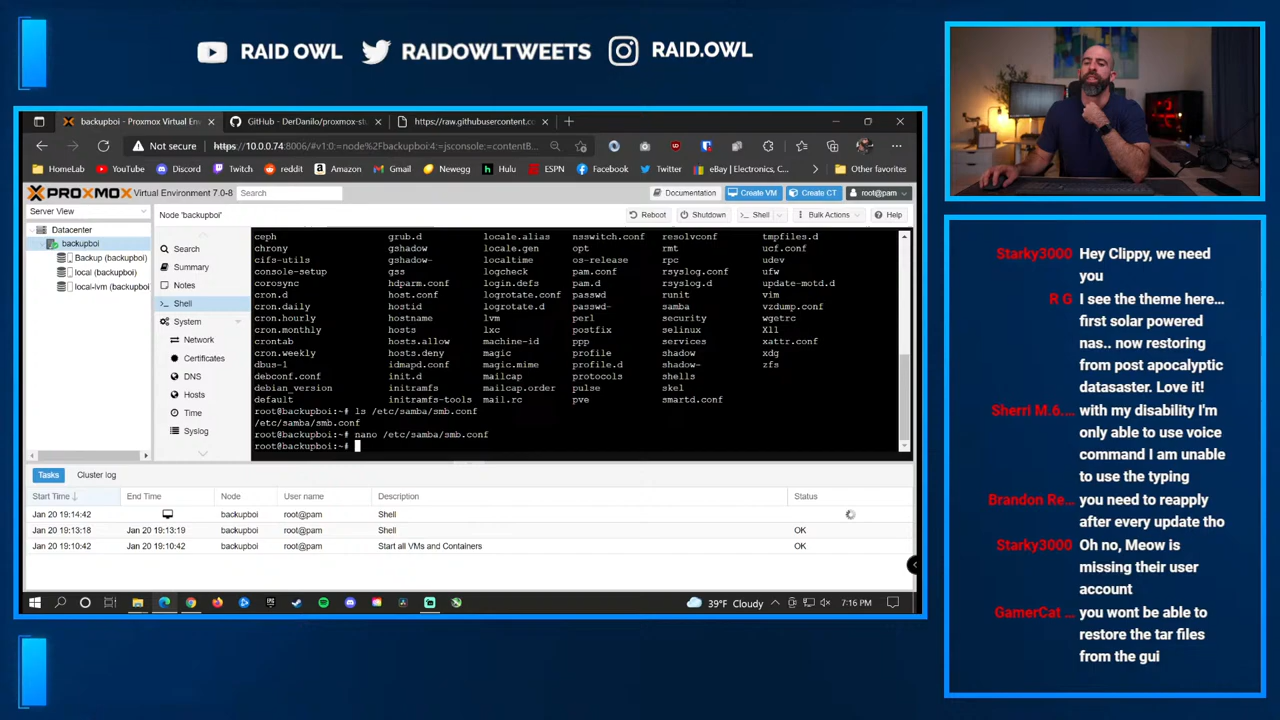 RAID OWL
RAIDOWLTWEETS
RAID.OWL
backupboi - Proxmox Virtual En
GitHub - DerDanilo/proxmox-st
https://raw.githubusercontent.c
Not secure
https://10.0.0.74:8006/#v1:0:=node%2Fbackupboi:4:=jsconsole:=contentB...
HomeLab
YouTube
Discord
Twitch
reddit
Amazon
Gmail
Newegg
Hulu
ESPN
Facebook
Twitter
eBay | Electronics, C...
Other favorites
PROXMOX Virtual Environment 7.0-8
Search
Documentation
Create VM
Create CT
root@pam
Server View
Node 'backupboi'
Reboot
Shutdown
Shell
Bulk Actions
Help
Datacenter
backupboi
Backup (backupboi)
local (backupboi)
local-lvm (backupboi
Search
Summary
Notes
Shell
System
Network
Certificates
DNS
Hosts
Time
Syslog
ceph grub.d locale.alias nsswitch.conf resolvconf tmpfiles.d
chrony gshadow locale.gen opt rmt ucf.conf
cifs-utils gshadow- localtime os-release rpc udev
console-setup gss logcheck pam.conf rsyslog.conf ufw
corosync hdparm.conf login.defs pam.d rsyslog.d update-motd.d
cron.d host.conf logrotate.conf passwd runit vim
cron.daily hostid logrotate.d passwd- samba vzdump.conf
cron.hourly hostname lvm perl security wgetrc
cron.monthly hosts lxc postfix selinux X11
crontab hosts.allow machine-id ppp services xattr.conf
cron.weekly hosts.deny magic profile shadow xdg
dbus-1 idmapd.conf magic.mime profile.d shadow- zfs
debconf.conf init.d mailcap protocols shells
debian_version initramfs mailcap.order pulse skel
default initramfs-tools mail.rc pve smartd.conf
root@backupboi:~# ls /etc/samba/smb.conf
/etc/samba/smb.conf
root@backupboi:~# nano /etc/samba/smb.conf
root@backupboi:~#
Tasks
Cluster log
Start Time End Time Node User name Description Status
Jan 20 19:14:42 backupboi root@pam Shell
Jan 20 19:13:18 Jan 20 19:13:19 backupboi root@pam Shell OK
Jan 20 19:10:42 Jan 20 19:10:42 backupboi root@pam Start all VMs and Containers OK
39°F Cloudy
7:16 PM
Starky3000 Hey Clippy, we need
you
R G I see the theme here...
first solar powered
nas.. now restoring
from post apocalyptic
datasaster. Love it!
Sherri M.6.... with my disability I'm
only able to use voice
command I am unable
to use the typing
Brandon Re... you need to reapply
after every update tho
Starky3000 Oh no, Meow is
missing their user
account
GamerCat ... you wont be able to
restore the tar files
from the gui